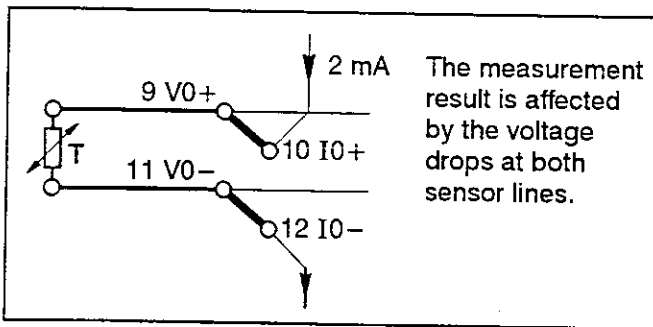 2 mA
The measurement
result is affected
by the voltage
drops at both
sensor lines.
9 V0+
10 I0+
T
11 V0−
12 I0−